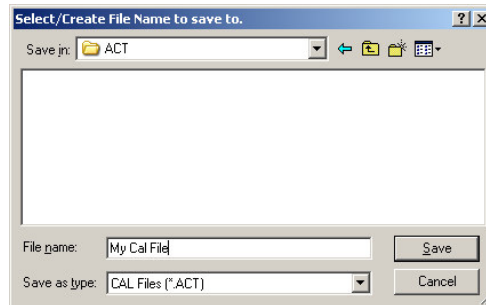 Select/Create File Name to save to.
Save in: ACT
File name: My Cal File Save
Save as type: CAL Files (*.ACT) Cancel